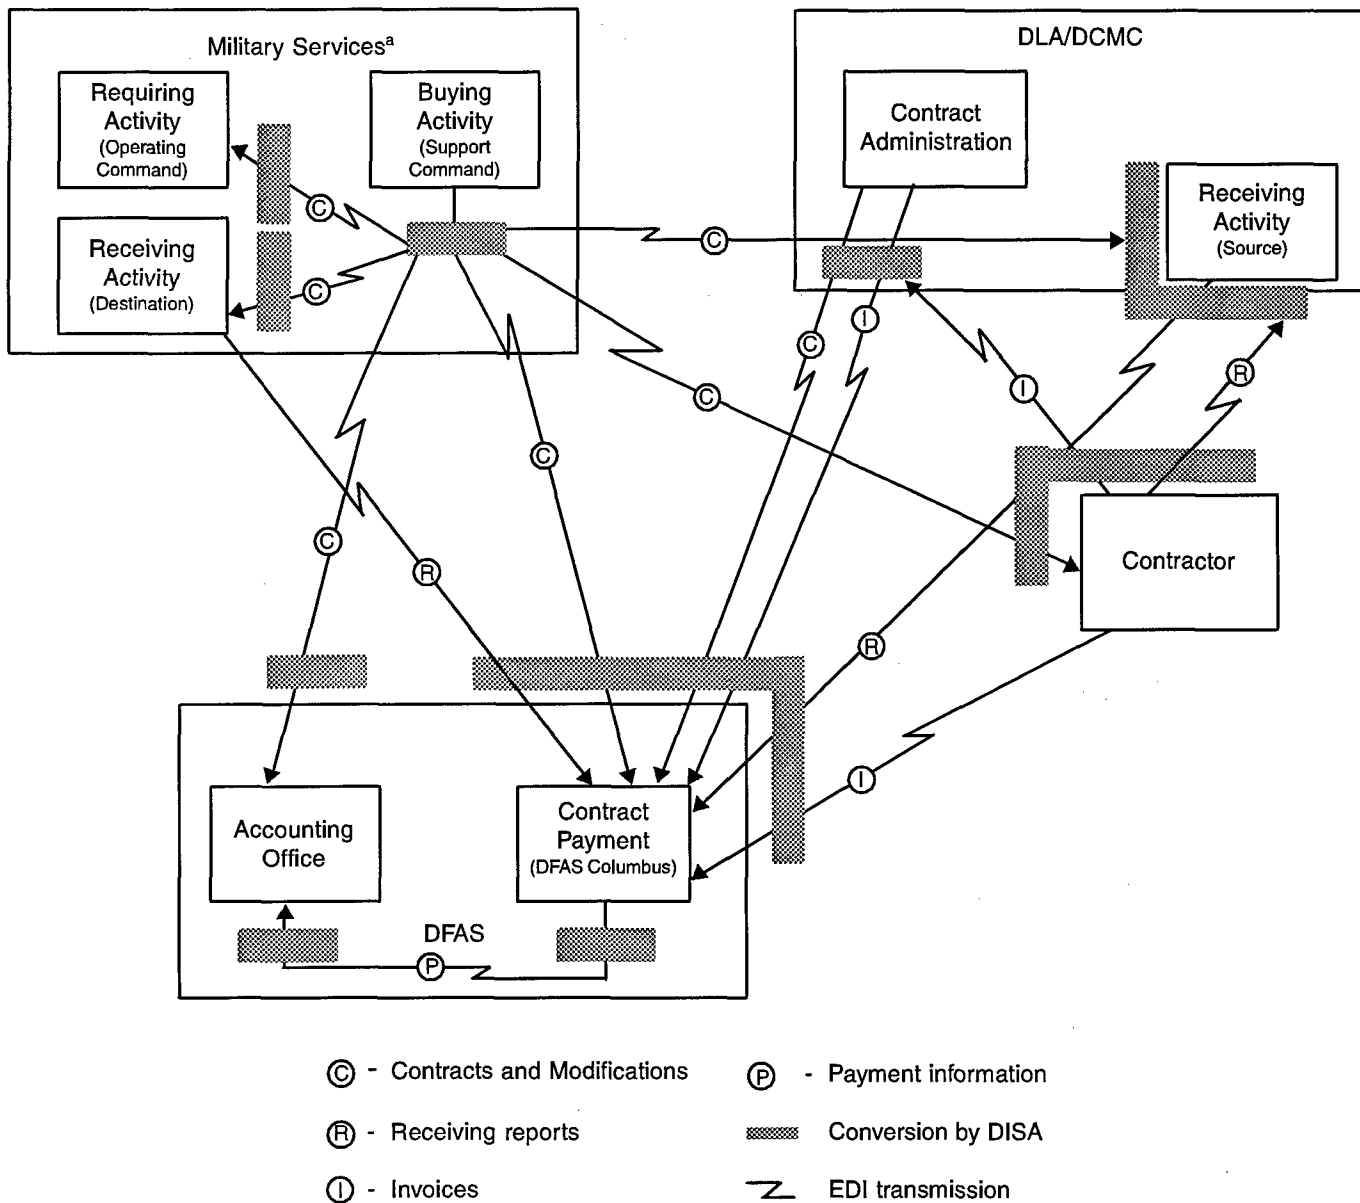 Military Servicesᵃ
Requiring
Activity
(Operating
Command)
Buying
Activity
(Support
Command)
Receiving
Activity
(Destination)
DLA/DCMC
Contract
Administration
Receiving
Activity
(Source)
C
C
C
C
I
C
I
R
C
C
C
R
R
I
Contractor
Accounting
Office
Contract
Payment
(DFAS Columbus)
DFAS
P
C - Contracts and Modifications
P - Payment information
R - Receiving reports
Conversion by DISA
I - Invoices
EDI transmission